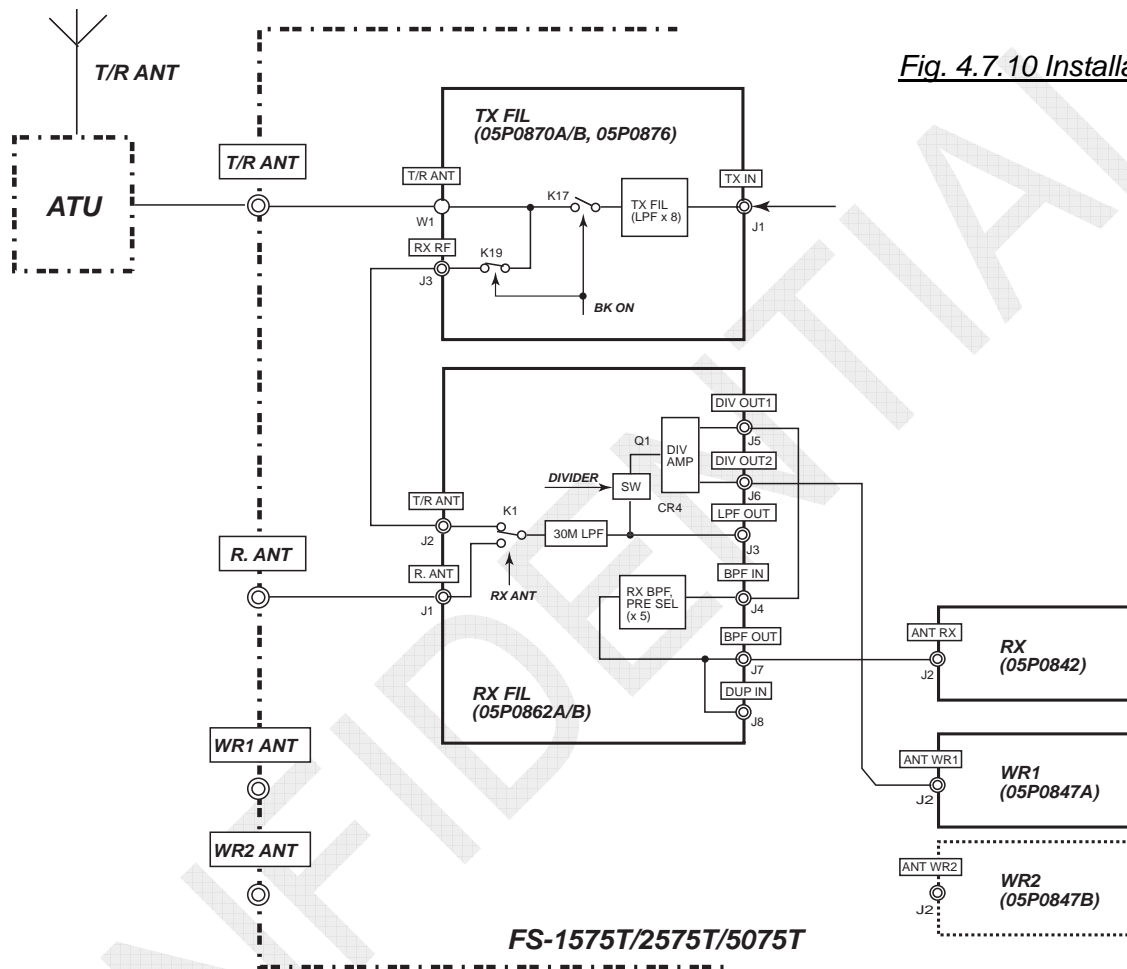 T/R ANT
Fig. 4.7.10 Installa
TX FIL
(05P0870A/B, 05P0876)
T/R ANT
ATU
T/R ANT
TX IN
K17
TX FIL
(LPF x 8)
W1
J1
RX RF
K19
J3
BK ON
DIV OUT1
Q1
DIV
AMP
J5
DIV OUT2
DIVIDER
SW
J6
CR4
LPF OUT
T/R ANT
K1
30M LPF
J2
J3
R. ANT
R. ANT
BPF IN
RX ANT
RX BPF,
PRE SEL
(x 5)
J1
J4
BPF OUT
ANT RX
RX
(05P0842)
J7
J2
DUP IN
RX FIL
(05P0862A/B)
J8
WR1 ANT
ANT WR1
WR1
(05P0847A)
J2
WR2 ANT
ANT WR2
WR2
(05P0847B)
J2
FS-1575T/2575T/5075T
NFIDENTIAL